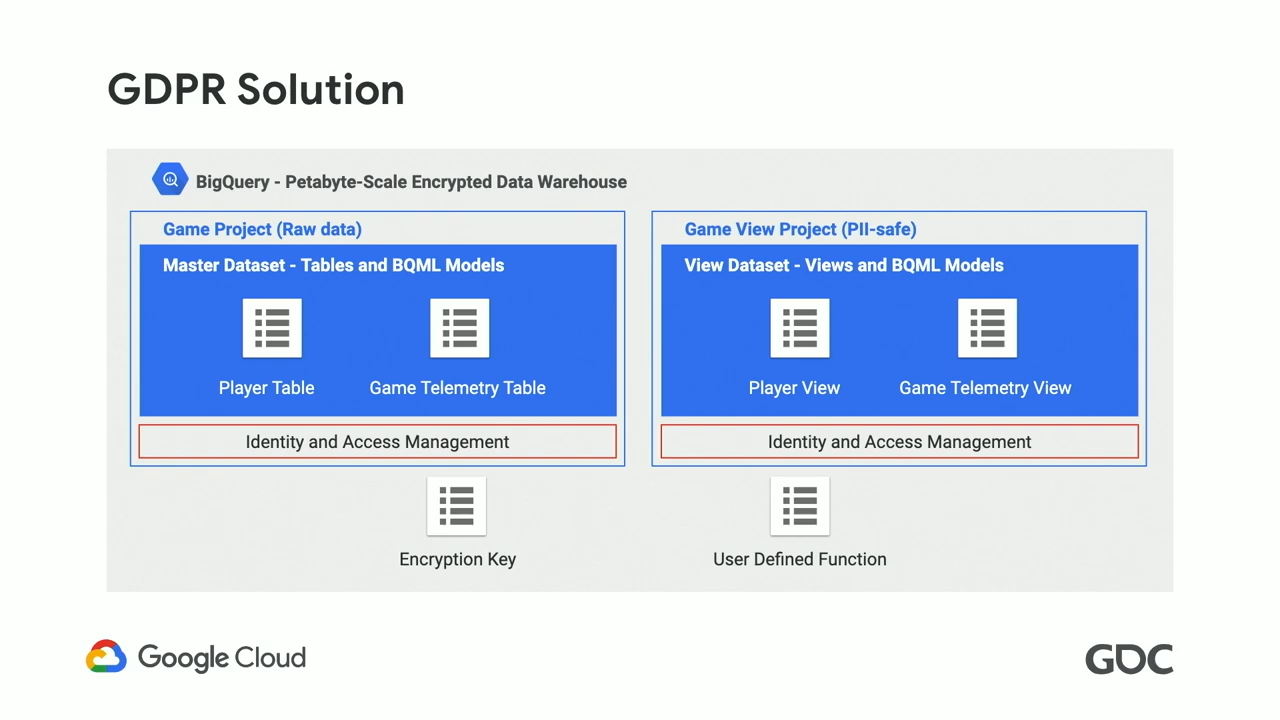 GDPR Solution
BigQuery - Petabyte-Scale Encrypted Data Warehouse
Game Project (Raw data)
Master Dataset - Tables and BQML Models
Player Table
Game Telemetry Table
Identity and Access Management
Game View Project (PII-safe)
View Dataset - Views and BQML Models
Player View
Game Telemetry View
Identity and Access Management
Encryption Key
User Defined Function
Google Cloud
GDC